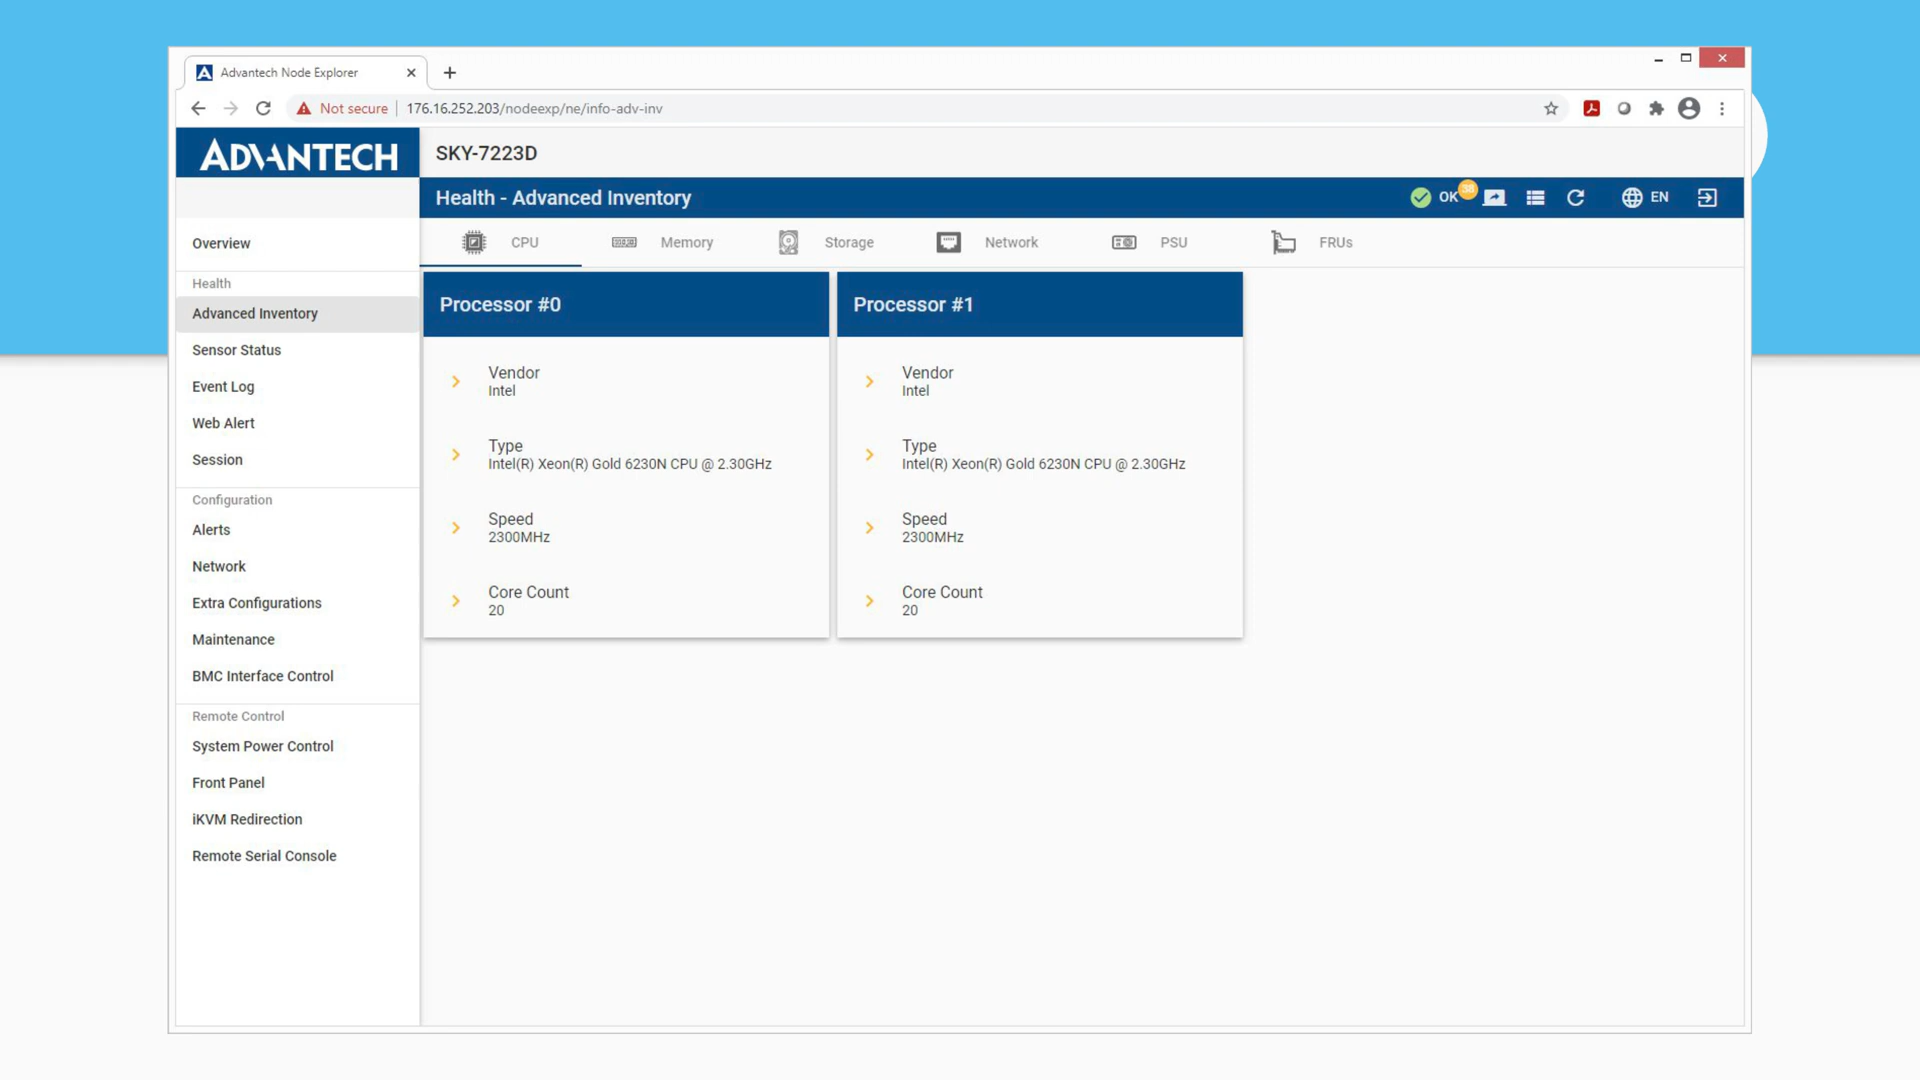 Advantech Node Explorer
Not secure
176.16.252.203/nodeexp/ne/info-adv-inv
ADVANTECH
SKY-7223D
Health - Advanced Inventory
OK
38
EN
CPU
Memory
Storage
Network
PSU
FRUs
Overview
Health
Advanced Inventory
Sensor Status
Event Log
Web Alert
Session
Configuration
Alerts
Network
Extra Configurations
Maintenance
BMC Interface Control
Remote Control
System Power Control
Front Panel
iKVM Redirection
Remote Serial Console
Processor #0
Vendor
Intel
Type
Intel(R) Xeon(R) Gold 6230N CPU @ 2.30GHz
Speed
2300MHz
Core Count
20
Processor #1
Vendor
Intel
Type
Intel(R) Xeon(R) Gold 6230N CPU @ 2.30GHz
Speed
2300MHz
Core Count
20